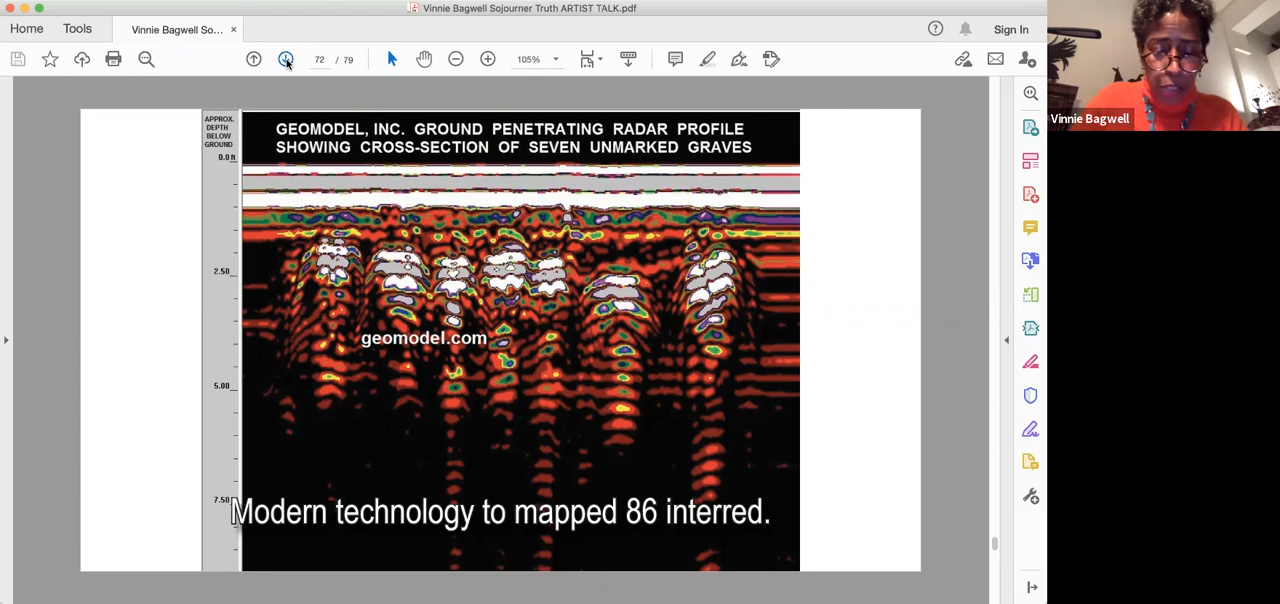 Vinnie Bagwell Sojourner Truth ARTIST TALK.pdf
Home
Tools
Vinnie Bagwell So...
×
Sign In
72 / 79
105%
Vinnie Bagwell
APPROX.
DEPTH
BELOW
GROUND
0.0 ft
2.50
5.00
7.50
GEOMODEL, INC. GROUND PENETRATING RADAR PROFILE
SHOWING CROSS-SECTION OF SEVEN UNMARKED GRAVES
geomodel.com
Modern technology to mapped 86 interred.